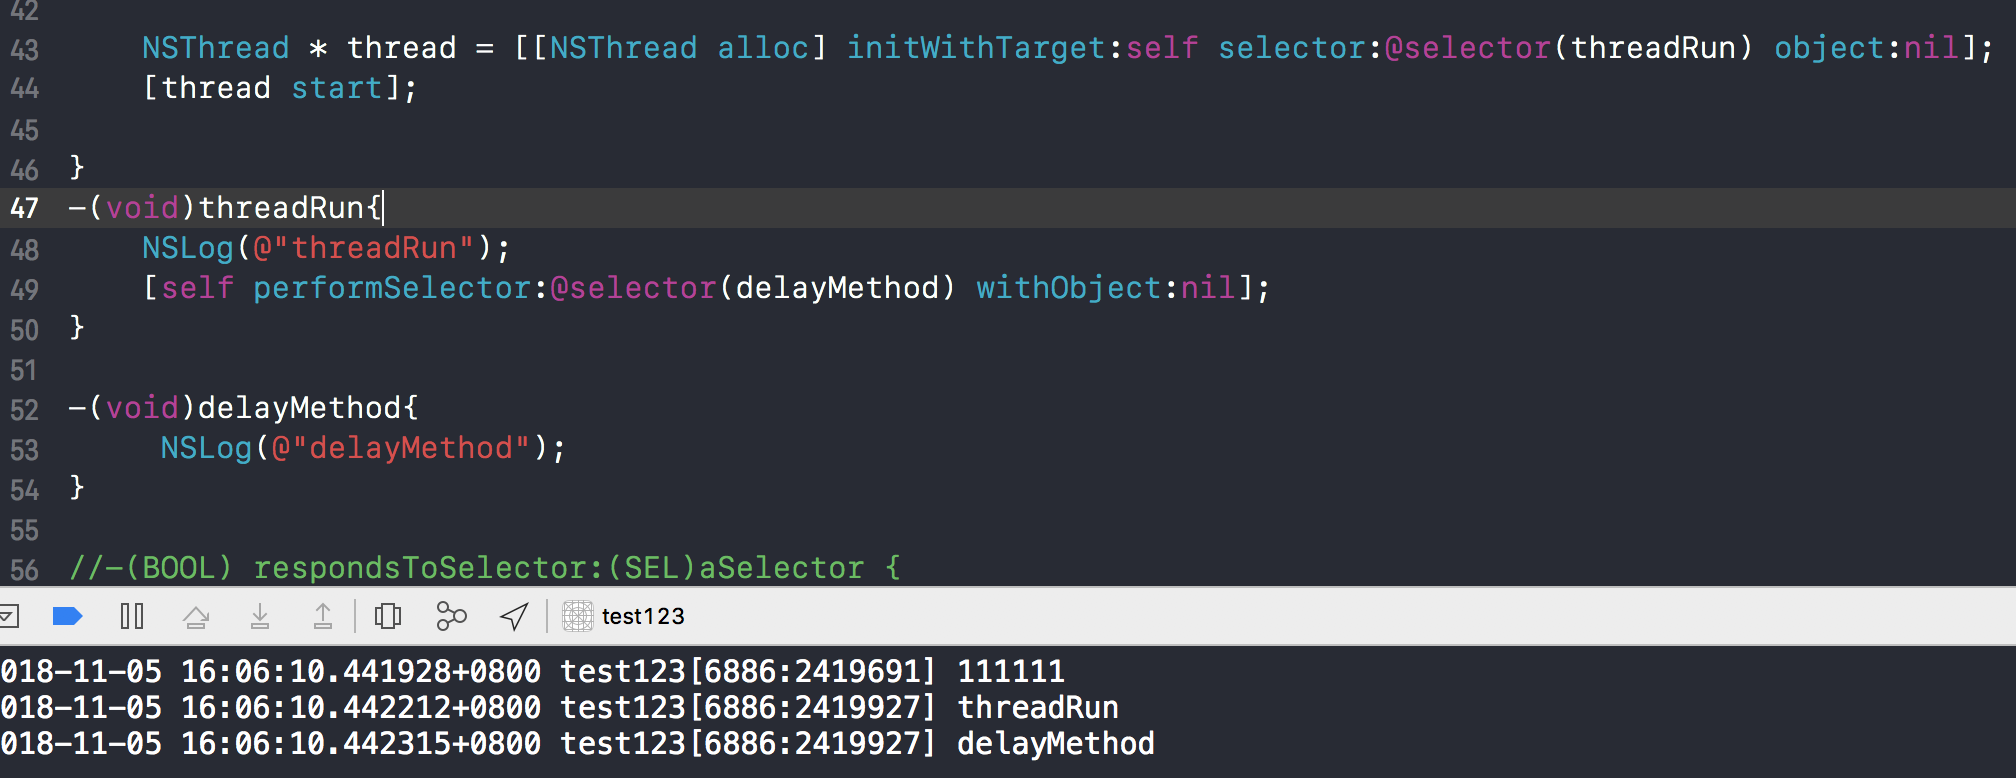 42
43 NSThread * thread = [[NSThread alloc] initWithTarget:self selector:@selector(threadRun) object:nil];
44 [thread start];
45
46 }
47 -(void)threadRun{
48 NSLog(@"threadRun");
49 [self performSelector:@selector(delayMethod) withObject:nil];
50 }
51
52 -(void)delayMethod{
53 NSLog(@"delayMethod");
54 }
55
56 //-(BOOL) respondsToSelector:(SEL)aSelector {
test123
018-11-05 16:06:10.441928+0800 test123[6886:2419691] 111111
018-11-05 16:06:10.442212+0800 test123[6886:2419927] threadRun
018-11-05 16:06:10.442315+0800 test123[6886:2419927] delayMethod